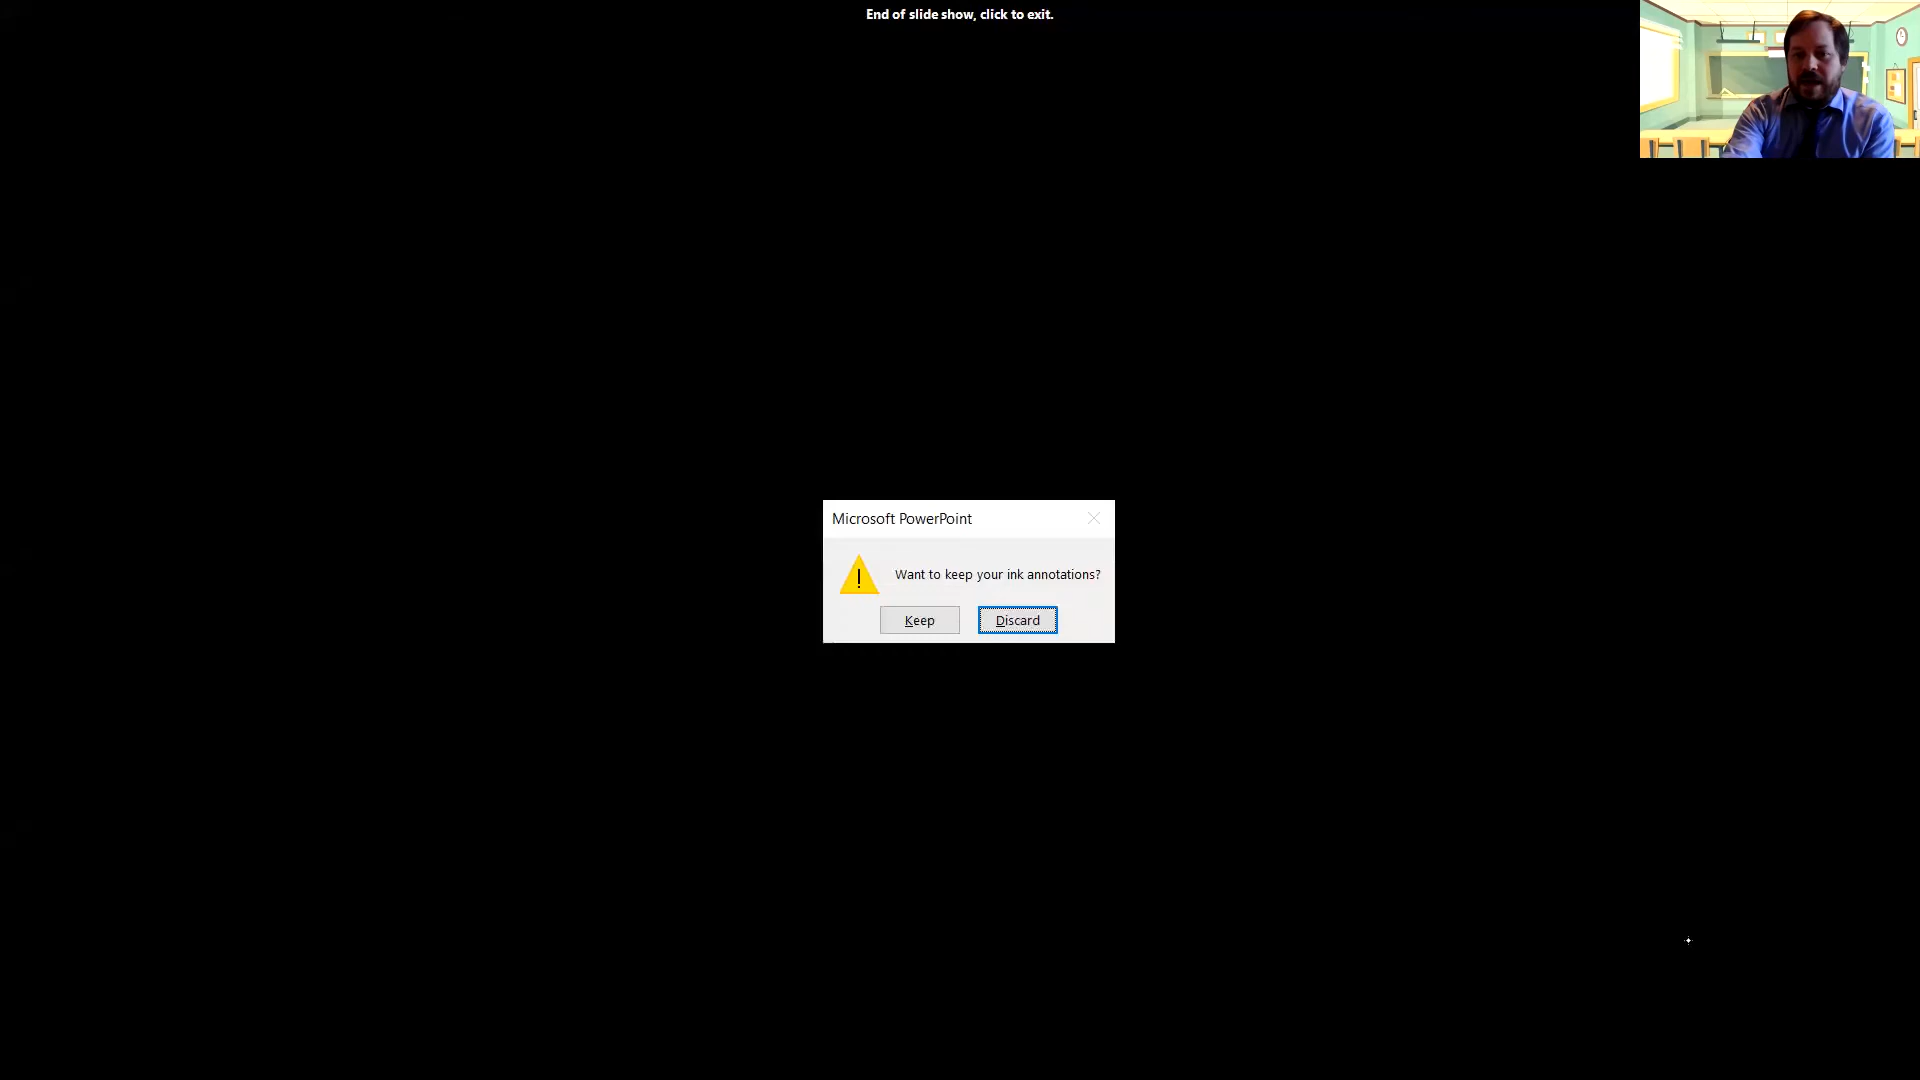 End of slide show, click to exit.
Microsoft PowerPoint
Want to keep your ink annotations?
Keep
Discard